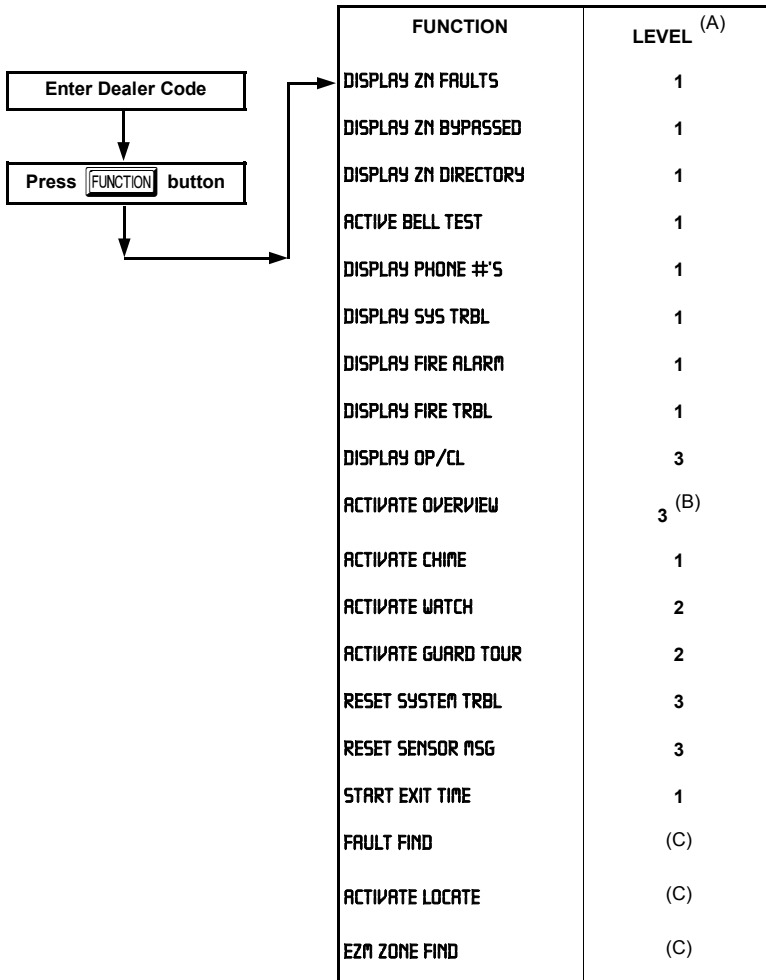 Enter Dealer Code
Press FUNCTION button
FUNCTION LEVEL (A)
DISPLAY ZN FAULTS 1
DISPLAY ZN BYPASSED 1
DISPLAY ZN DIRECTORY 1
ACTIVE BELL TEST 1
DISPLAY PHONE #'S 1
DISPLAY SYS TRBL 1
DISPLAY FIRE ALARM 1
DISPLAY FIRE TRBL 1
DISPLAY OP/CL 3
ACTIVATE OVERVIEW 3 (B)
ACTIVATE CHIME 1
ACTIVATE WATCH 2
ACTIVATE GUARD TOUR 2
RESET SYSTEM TRBL 3
RESET SENSOR MSG 3
START EXIT TIME 1
FAULT FIND (C)
ACTIVATE LOCATE (C)
EZM ZONE FIND (C)